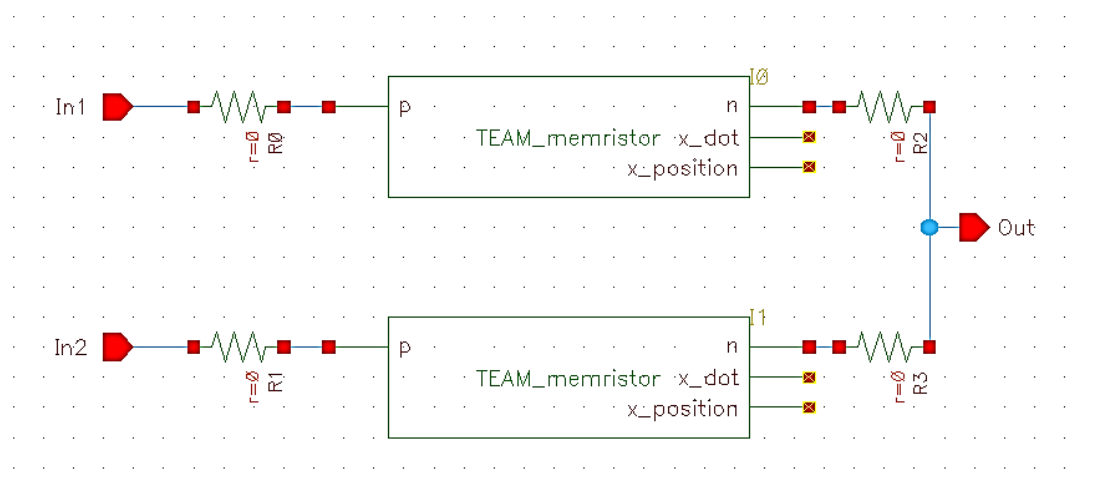 I0
In1
p
n
r=0
R0
TEAM_memristor
x_dot
x_position
r=0
R2
Out
I1
In2
p
n
r=0
R1
TEAM_memristor
x_dot
x_position
r=0
R3